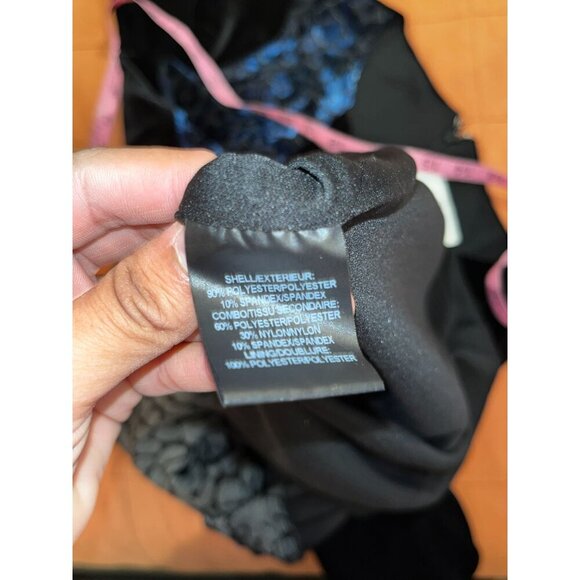 SHELL/EXTERIEUR:
90% POLYESTER/POLYESTER
10% SPANDEX/SPANDEX
COMBO/TISSU SECONDAIRE:
60% POLYESTER/POLYESTER
30% NYLON/NYLON
10% SPANDEX/SPANDEX
LINING/DOUBLURE:
100% POLYESTER/POLYESTER